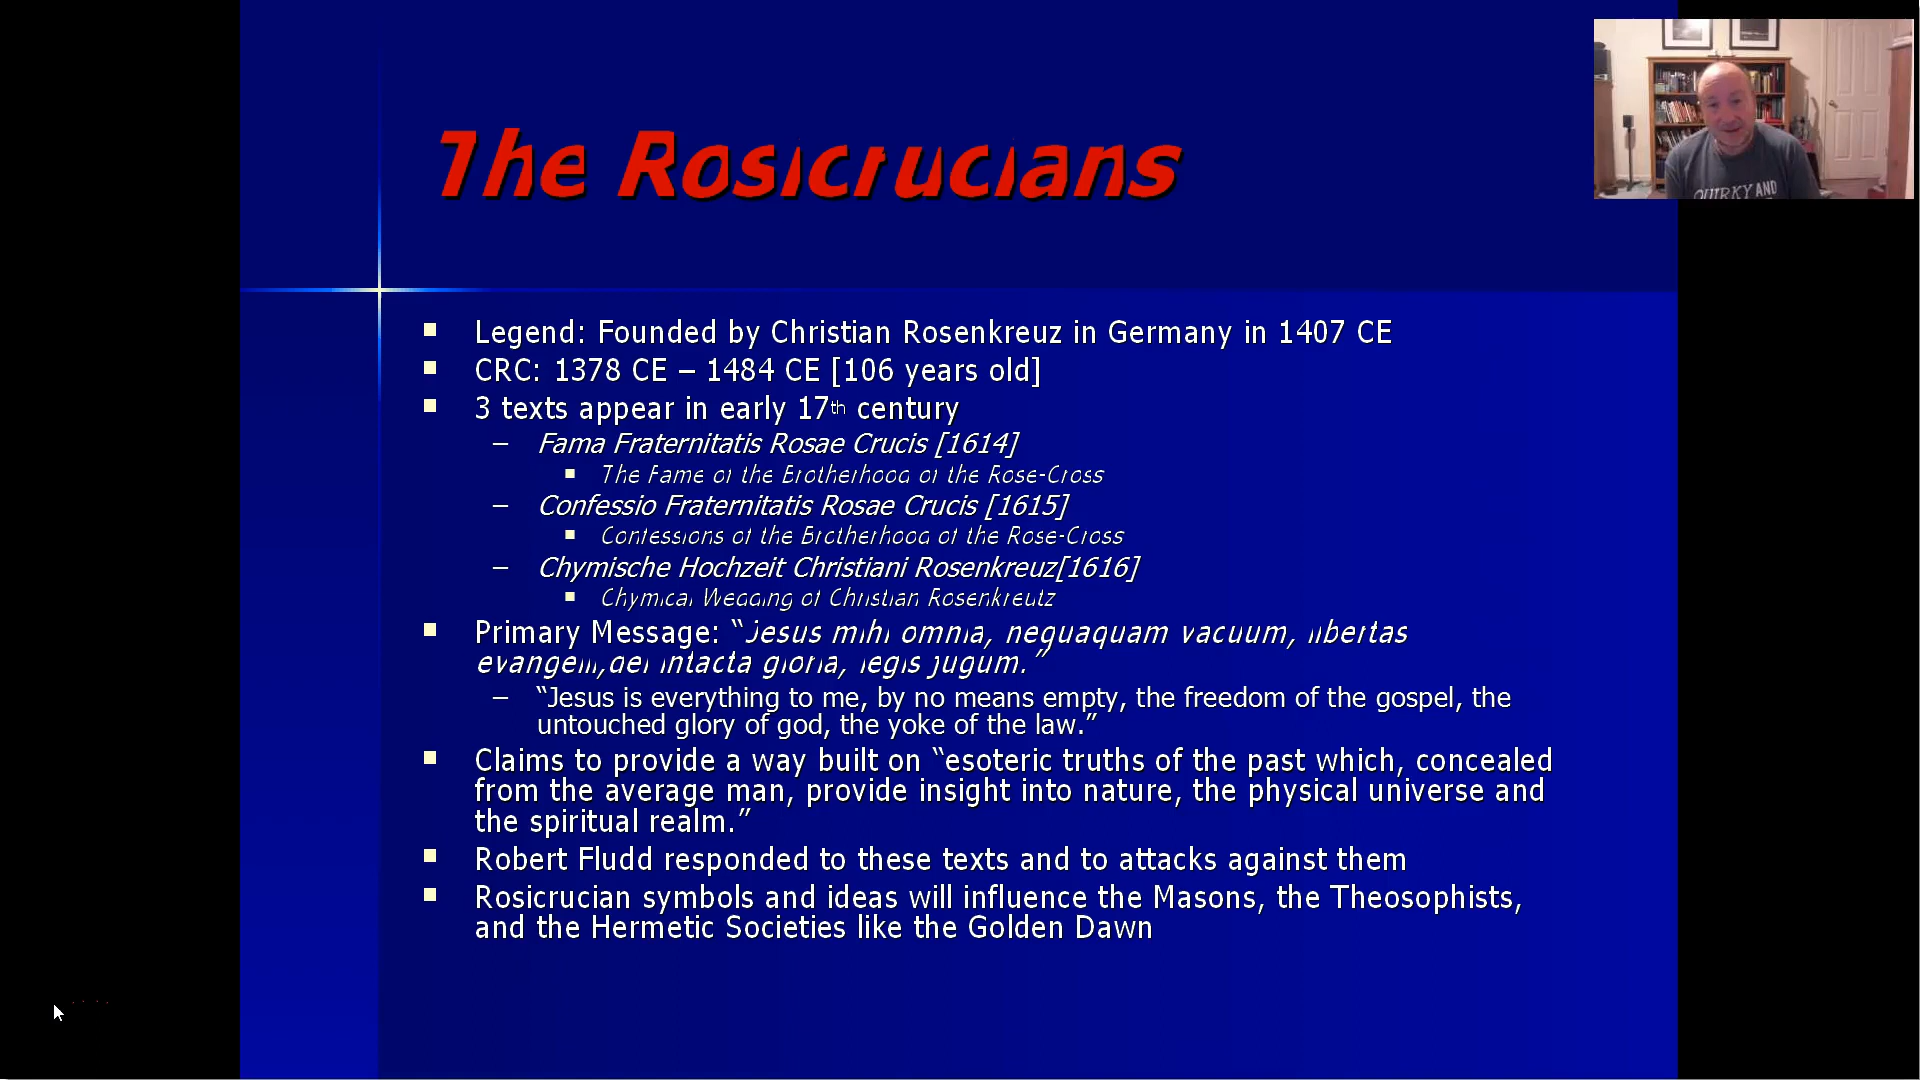 The Rosicrucians
QUIRKY AND
Legend: Founded by Christian Rosenkreuz in Germany in 1407 CE
CRC: 1378 CE – 1484 CE [106 years old]
3 texts appear in early 17th century
– Fama Fraternitatis Rosae Crucis [1614]
The Fame of the Brotherhood of the Rose-Cross
– Confessio Fraternitatis Rosae Crucis [1615]
Confessions of the Brotherhood of the Rose-Cross
– Chymische Hochzeit Christiani Rosenkreuz[1616]
Chymical Wedding of Christian Rosenkreutz
Primary Message: “Jesus mihi omnia, nequaquam vacuum, libertas
evangelii,dei intacta gloria, legis jugum.”
– “Jesus is everything to me, by no means empty, the freedom of the gospel, the
untouched glory of god, the yoke of the law.”
Claims to provide a way built on “esoteric truths of the past which, concealed
from the average man, provide insight into nature, the physical universe and
the spiritual realm.”
Robert Fludd responded to these texts and to attacks against them
Rosicrucian symbols and ideas will influence the Masons, the Theosophists,
and the Hermetic Societies like the Golden Dawn